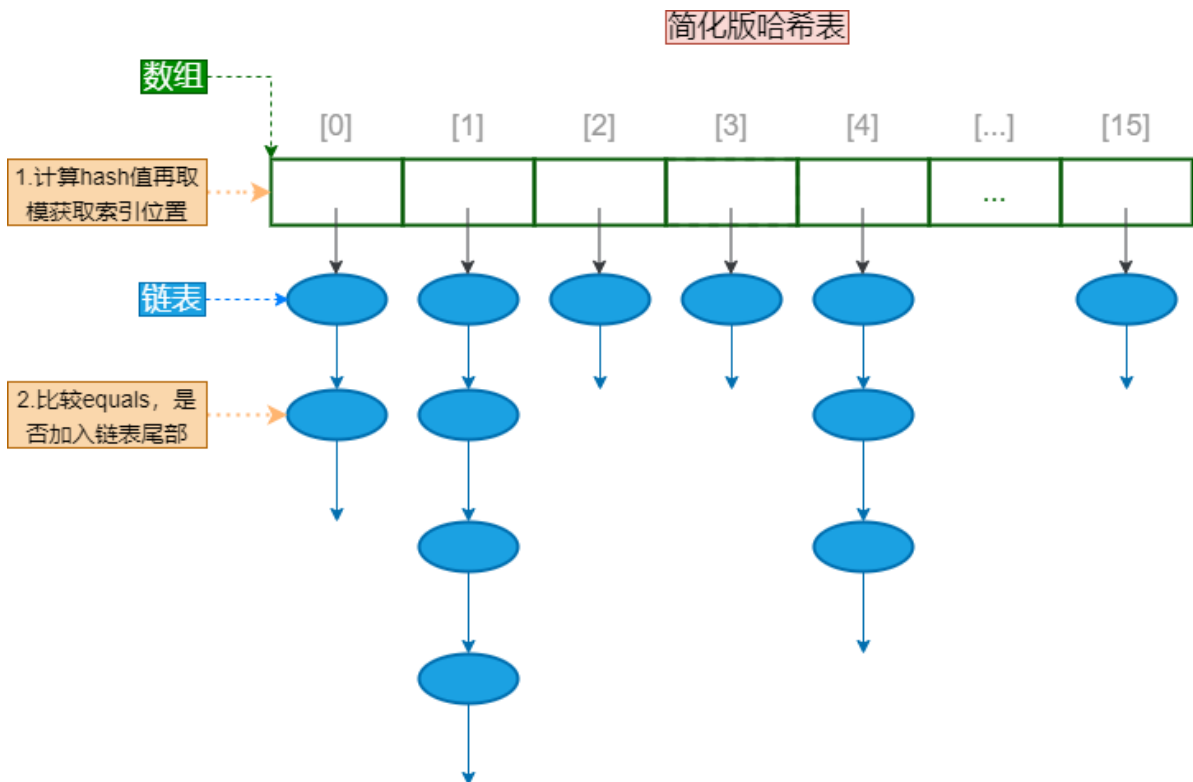 简化版哈希表
数组
[0] [1] [2] [3] [4] [...] [15]
1.计算hash值再取
模获取索引位置
...
链表
2.比较equals，是
否加入链表尾部